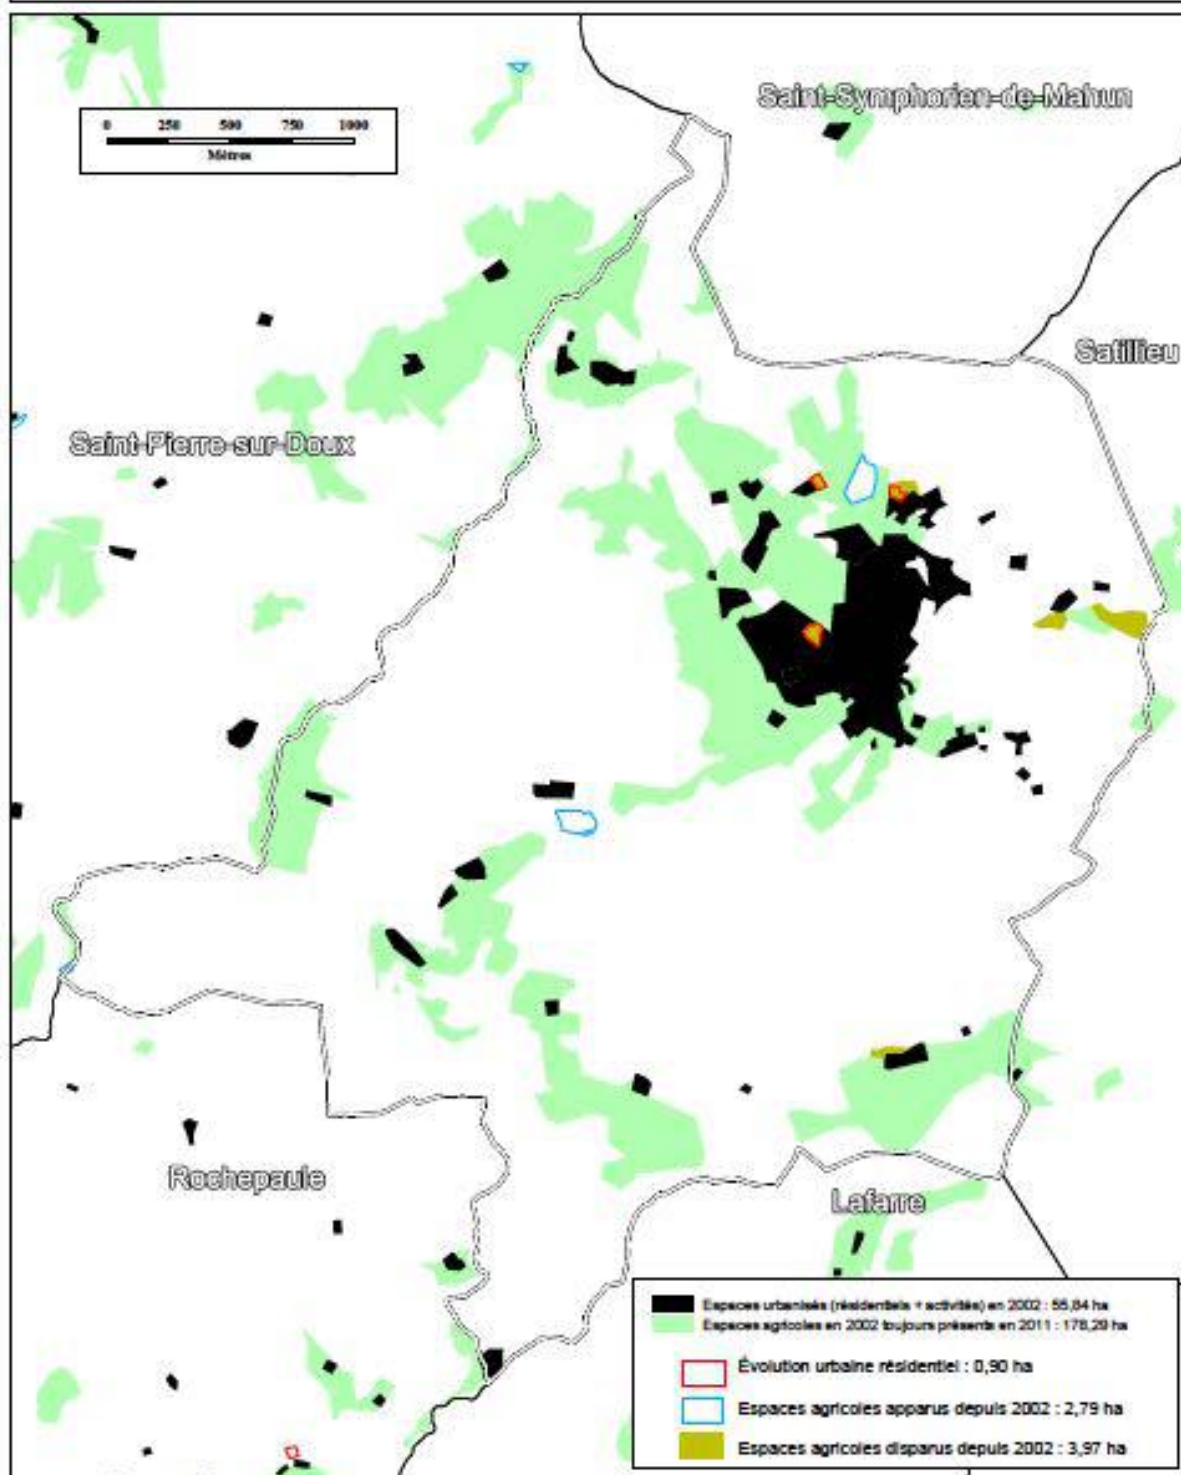 Saint-Symphorien-de-Mahun
0 250 500 750 1000
Mètres
Satillieu
Saint-Pierre-sur-Doux
Rochepaule
Lafarre
Espaces urbanisés (résidentiels + activités) en 2002 : 55,84 ha
Espaces agricoles en 2002 toujours présents en 2011 : 178,29 ha
Évolution urbaine résidentiel : 0,90 ha
Espaces agricoles apparus depuis 2002 : 2,79 ha
Espaces agricoles disparus depuis 2002 : 3,97 ha